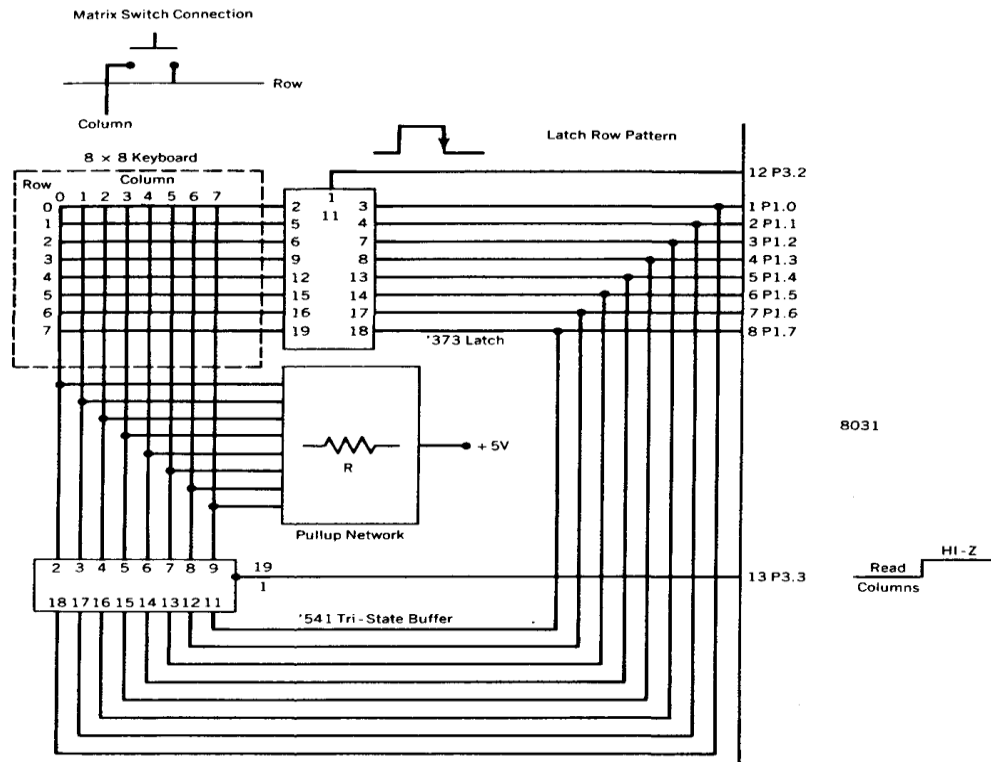 Matrix Switch Connection
Row
Column
Latch Row Pattern
8 × 8 Keyboard
Row
Column
0 1 2 3 4 5 6 7
12 P3.2
1
11
0
2
3
1 P1.0
1
5
4
2 P1.1
2
6
7
3 P1.2
3
9
8
4 P1.3
4
12
13
5 P1.4
5
15
14
6 P1.5
6
16
17
7 P1.6
7
19
18
8 P1.7
'373 Latch
8031
+ 5V
R
Pullup Network
HI-Z
2 3 4 5 6 7 8 9
19
1
13 P3.3
Read
Columns
18 17 16 15 14 13 12 11
'541 Tri-State Buffer